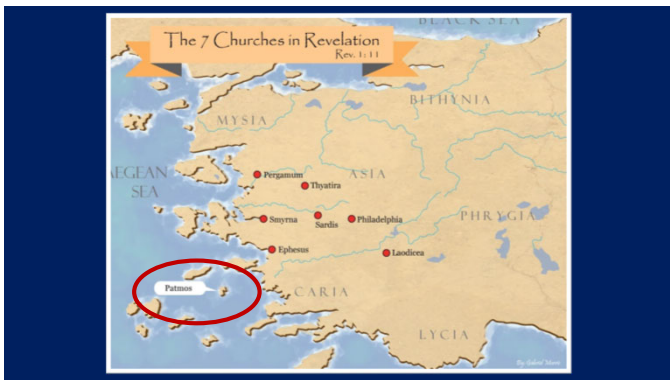 BLACK SEA
The 7 Churches in Revelation
Rev. 1:11
BITHYNIA
MYSIA
AEGEAN
SEA
Pergamum
ASIA
Thyatira
Smyrna
Sardis
Philadelphia
PHRYGIA
Ephesus
Laodicea
Patmos
CARIA
LYCIA